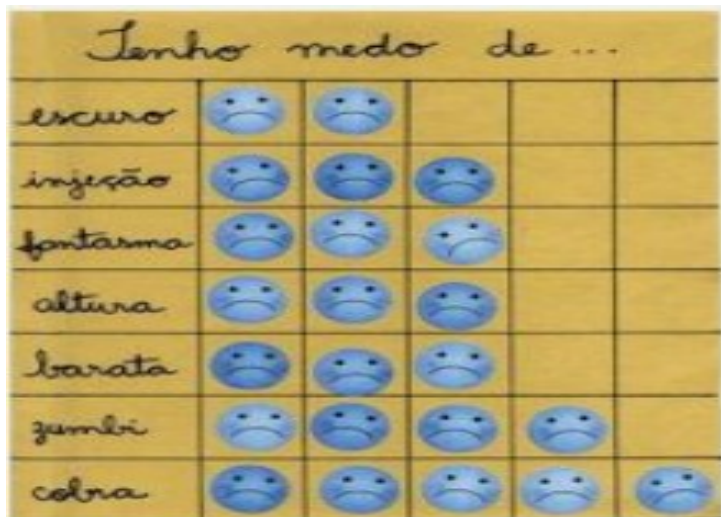 Tenho medo de ...
escuro
injeção
fantasma
altura
barata
zumbi
cobra